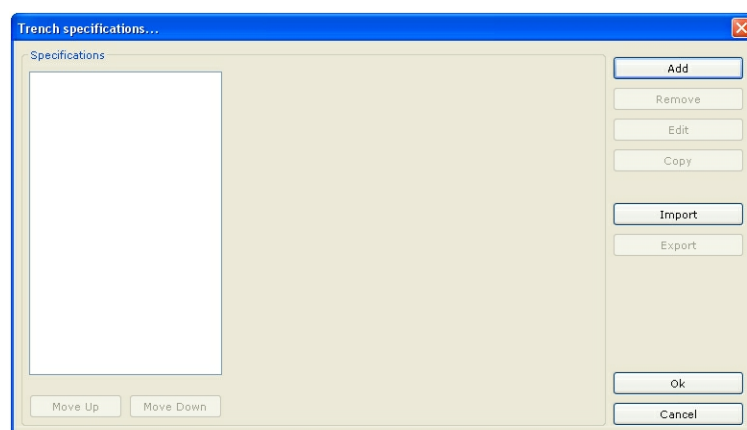 Trench specifications...
Specifications
Add
Remove
Edit
Copy
Import
Export
Move Up Move Down
Ok
Cancel